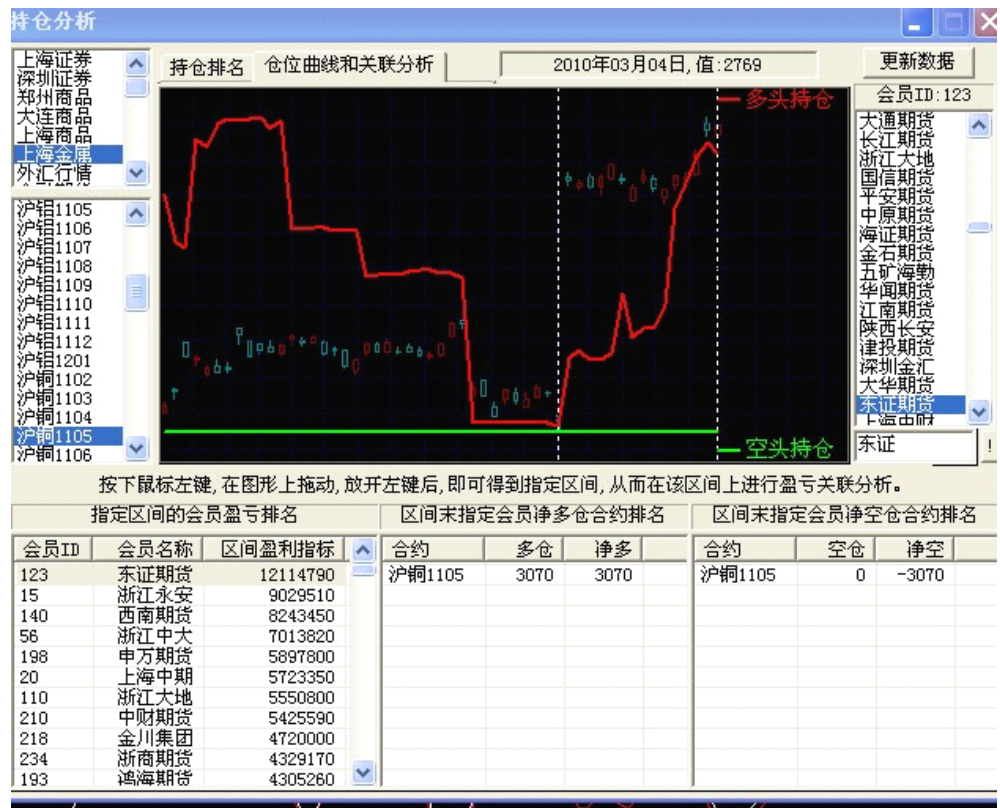 持仓分析
上海证券
深圳证券
郑州商品
大连商品
上海商品
上海金属
外汇行情
沪铝1105
沪铝1106
沪铝1107
沪铝1108
沪铝1109
沪铝1110
沪铝1111
沪铝1112
沪铝1201
沪铜1102
沪铜1103
沪铜1104
沪铜1105
沪铜1106
持仓排名 仓位曲线和关联分析
2010年03月04日,值:2769
更新数据
多头持仓
空头持仓
会员ID:123
大通期货
长江期货
浙江大地
国信期货
平安期货
中原期货
海证期货
金石期货
五矿海勤
华闻期货
江南期货
陕西长安
津投期货
深圳金汇
大华期货
东证期货
上海中财
东证
!
按下鼠标左键,在图形上拖动,放开左键后,即可得到指定区间,从而在该区间上进行盈亏关联分析。
指定区间的会员盈亏排名 区间末指定会员净多仓合约排名 区间末指定会员净空仓合约排名
会员ID 会员名称 区间盈利指标 合约 多仓 净多 合约 空仓 净空
123 东证期货 12114790 沪铜1105 3070 3070 沪铜1105 0 -3070
15 浙江永安 9029510
140 西南期货 8243450
56 浙江中大 7013820
198 申万期货 5897800
20 上海中期 5723350
110 浙江大地 5550800
210 中财期货 5425590
218 金川集团 4720000
234 浙商期货 4329170
193 鸿海期货 4305260